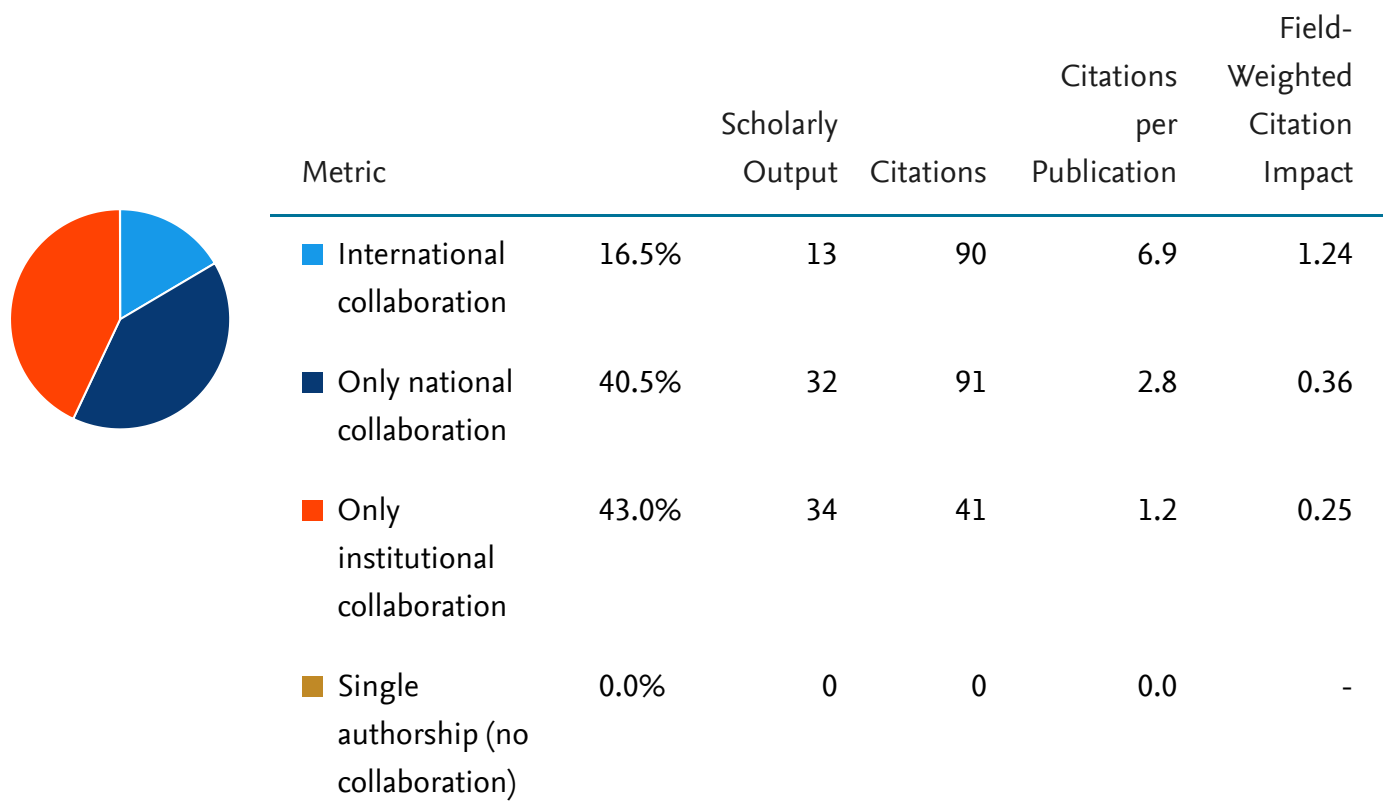 Field-
Citations Weighted
Scholarly per Citation
Metric Output Citations Publication Impact
International 16.5% 13 90 6.9 1.24
collaboration
Only national 40.5% 32 91 2.8 0.36
collaboration
Only 43.0% 34 41 1.2 0.25
institutional
collaboration
Single 0.0% 0 0 0.0 -
authorship (no
collaboration)